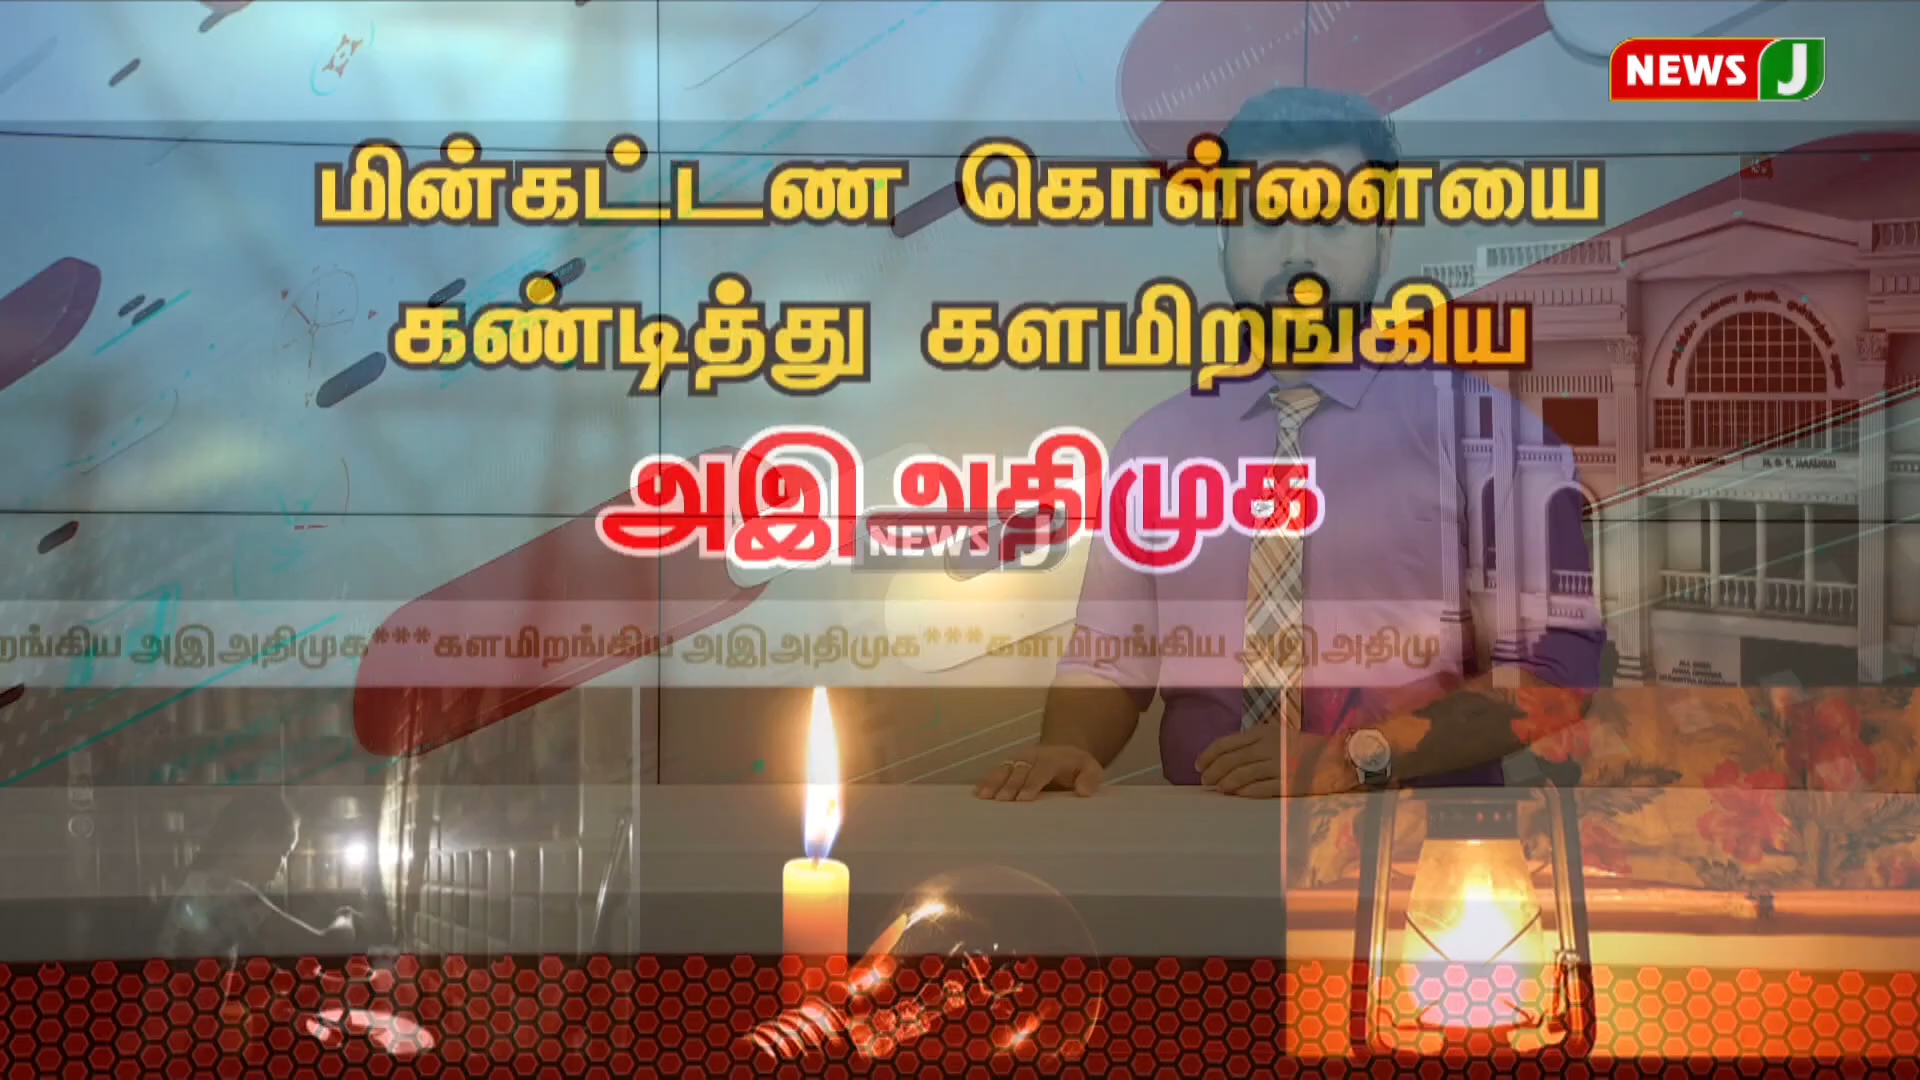 NEWS J
மின்கட்டண கொள்ளையை
கண்டித்து களமிறங்கிய
அஇஅதிமுக
NEWS J
றங்கிய அஇஅதிமுக***களமிறங்கிய அஇஅதிமுக***களமிறங்கிய அஇஅதிமு